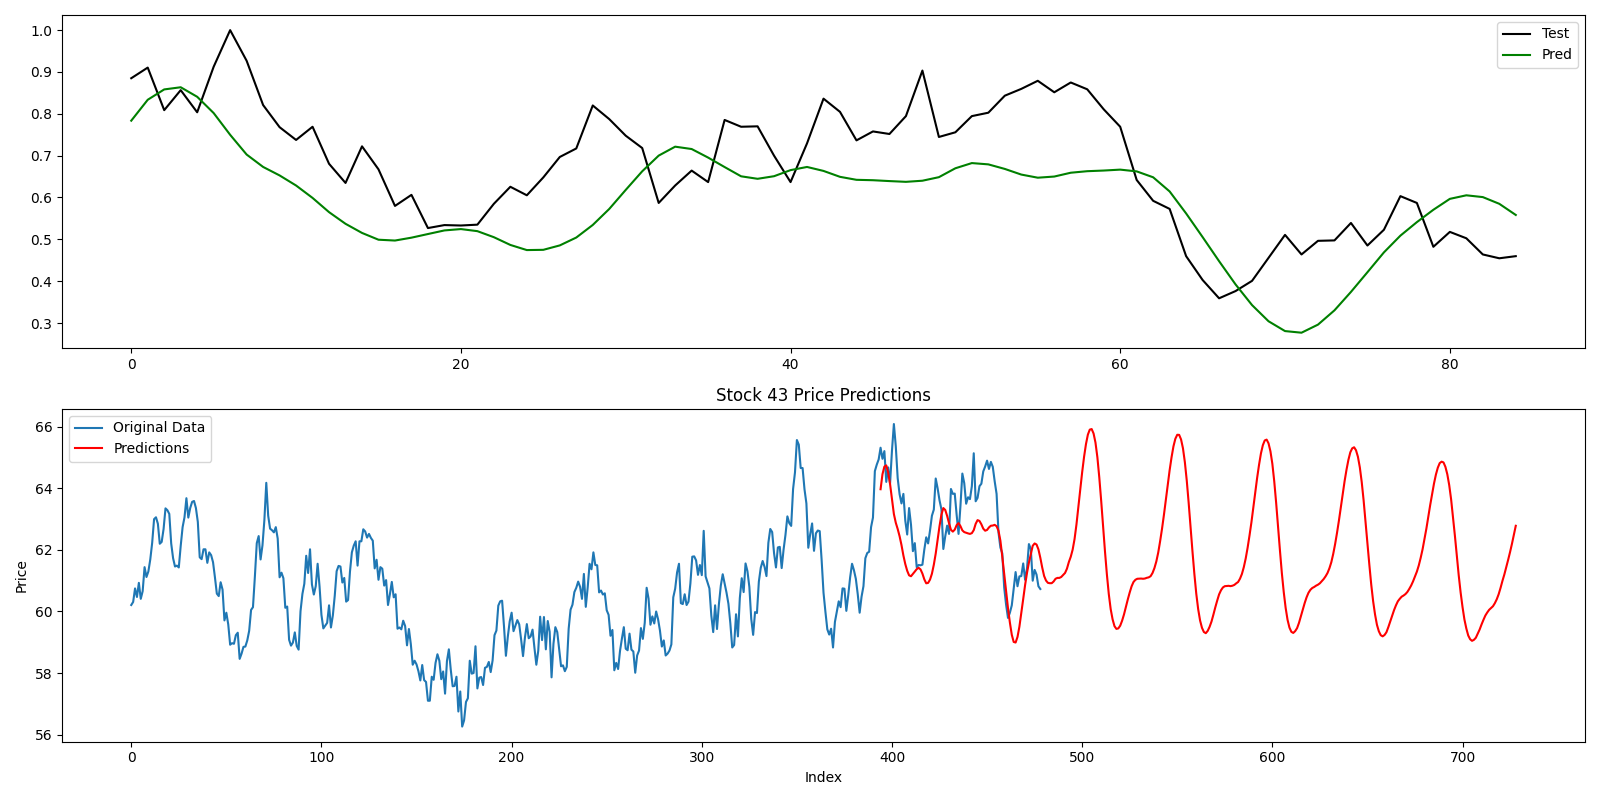 1.0
0.9
0.8
0.7
0.6
0.5
0.4
0.3
Test
Pred
0 20 40 60 80
Stock 43 Price Predictions
Original Data
Predictions
66
64
62
60
58
56
Price
0 100 200 300 400 500 600 700
Index